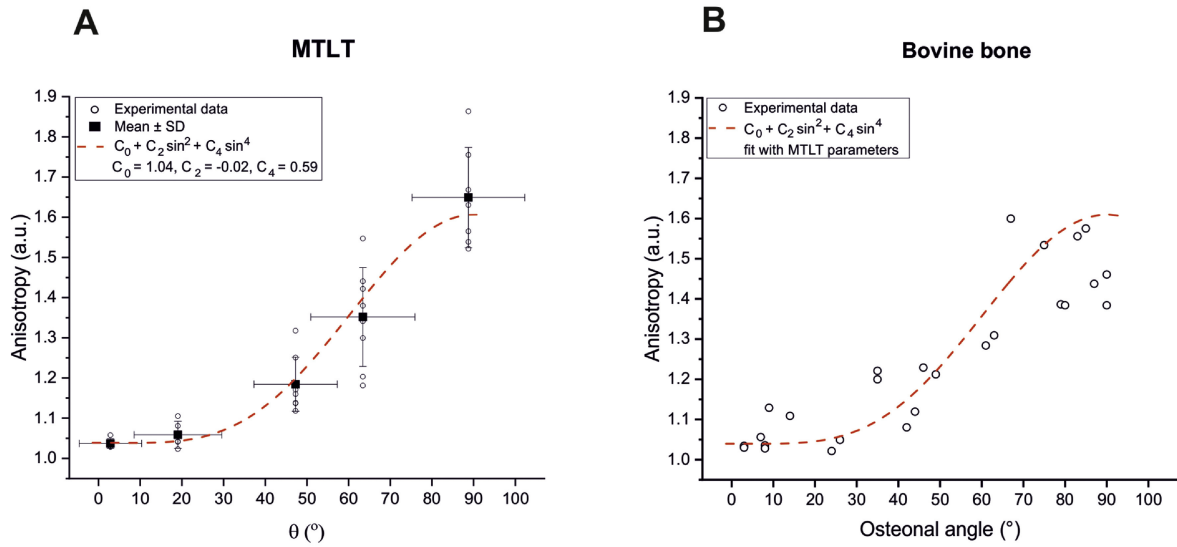 A
MTLT
1.9
1.8
1.7
1.6
1.5
1.4
1.3
1.2
1.1
1.0
Anisotropy (a.u.)
Experimental data
Mean ± SD
C₀ + C₂ sin² + C₄ sin⁴
C₀ = 1.04, C₂ = -0.02, C₄ = 0.59
0 10 20 30 40 50 60 70 80 90 100
θ (º)
B
Bovine bone
1.9
1.8
1.7
1.6
1.5
1.4
1.3
1.2
1.1
1.0
Anisotropy (a.u.)
Experimental data
C₀ + C₂ sin² + C₄ sin⁴
fit with MTLT parameters
0 10 20 30 40 50 60 70 80 90 100
Osteonal angle (°)